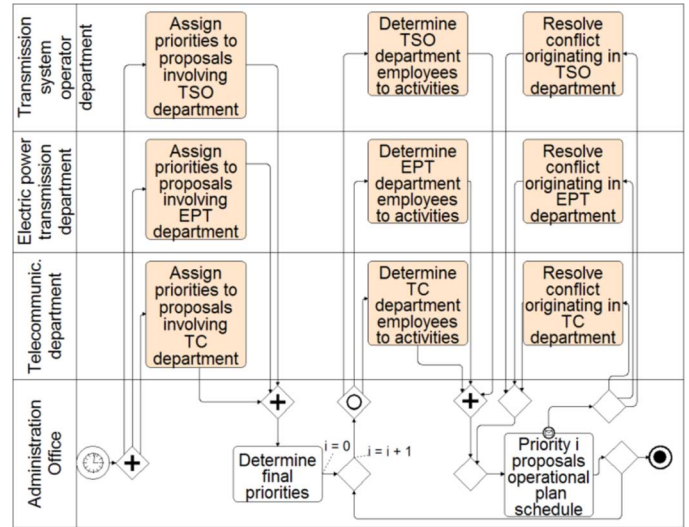 Transmission
system
operator
department
Assign
priorities to
proposals
involving
TSO
department
Determine
TSO
department
employees
to activities
Resolve
conflict
originating in
TSO
department
Electric power
transmission
department
Assign
priorities to
proposals
involving
EPT
department
Determine
EPT
department
employees
to activities
Resolve
conflict
originating in
EPT
department
Telecommunic.
department
Assign
priorities to
proposals
involving
TC
department
Determine
TC
department
employees
to activities
Resolve
conflict
originating in
TC
department
Administration
Office
Determine
final
priorities
i = 0
i = i + 1
Priority i
proposals
operational
plan
schedule